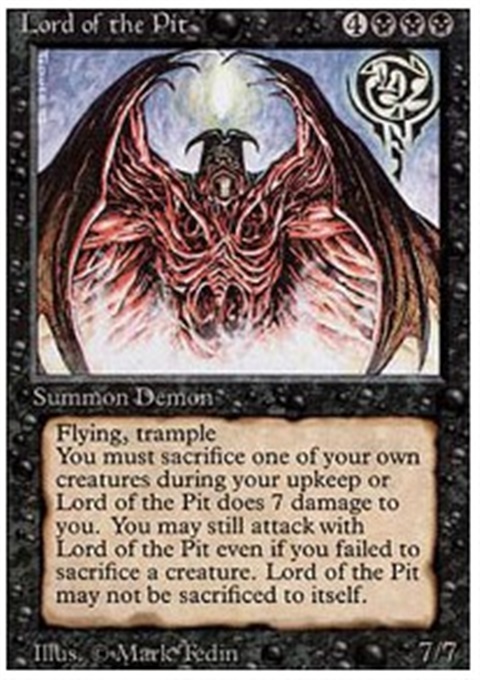 Lord of the Pit 4
Summon Demon
Flying, trample
You must sacrifice one of your own
creatures during your upkeep or
Lord of the Pit does 7 damage to
you. You may still attack with
Lord of the Pit even if you failed to
sacrifice a creature. Lord of the Pit
may not be sacrificed to itself.
Illus. © Mark Tedin 7/7